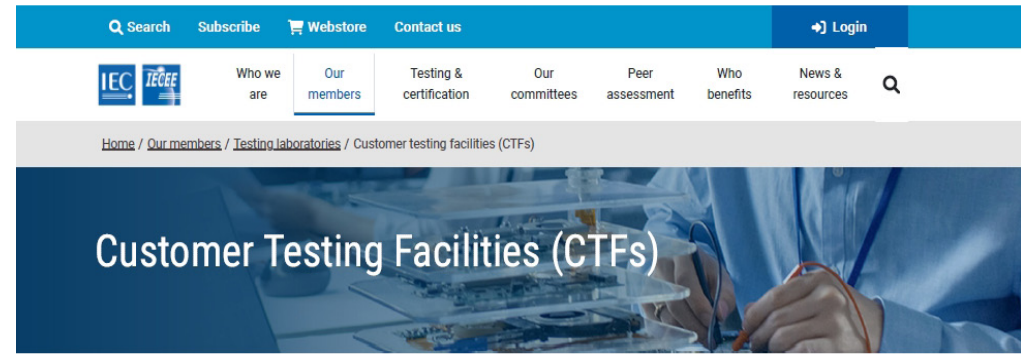 Search Subscribe Webstore Contact us Login
IEC IECEE Who we are Our members Testing & certification Our committees Peer assessment Who benefits News & resources
Home / Our members / Testing laboratories / Customer testing facilities (CTFs)
Customer Testing Facilities (CTFs)